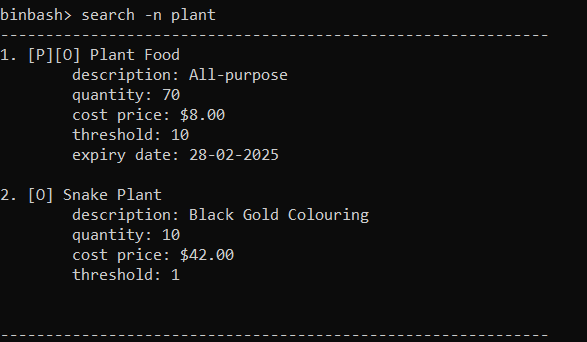 binbash> search -n plant
-------------------------------------------------------------
1. [P][O] Plant Food
        description: All-purpose
        quantity: 70
        cost price: $8.00
        threshold: 10
        expiry date: 28-02-2025

2. [O] Snake Plant
        description: Black Gold Colouring
        quantity: 10
        cost price: $42.00
        threshold: 1


-------------------------------------------------------------